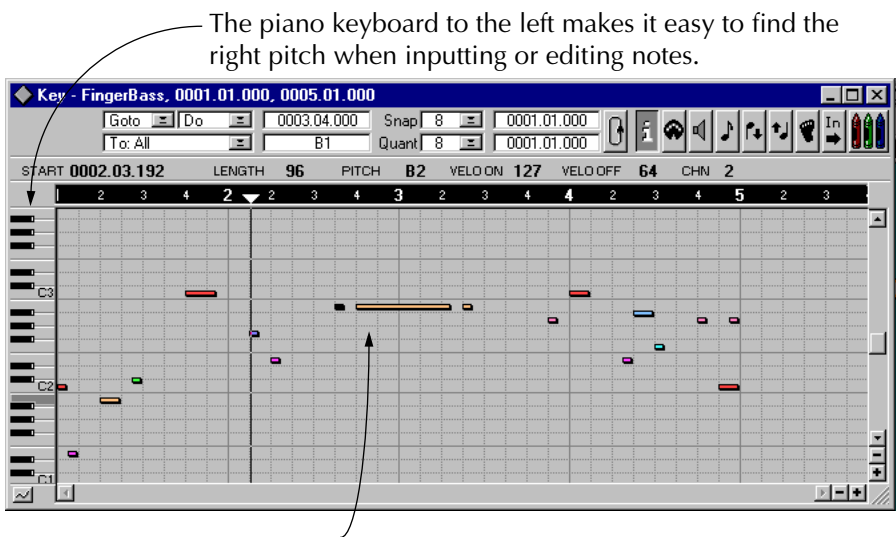 The piano keyboard to the left makes it easy to find the
right pitch when inputting or editing notes.
Key - FingerBass, 0001.01.000, 0005.01.000
Goto Do 0003.04.000 Snap 8 0001.01.000 In
To: All B1 Quant 8 0001.01.000
START 0002.03.192 LENGTH 96 PITCH B2 VELO ON 127 VELO OFF 64 CHN 2
2 3 4 2 2 3 4 3 2 3 4 4 2 3 4 5 2 3
C3
C2
C1